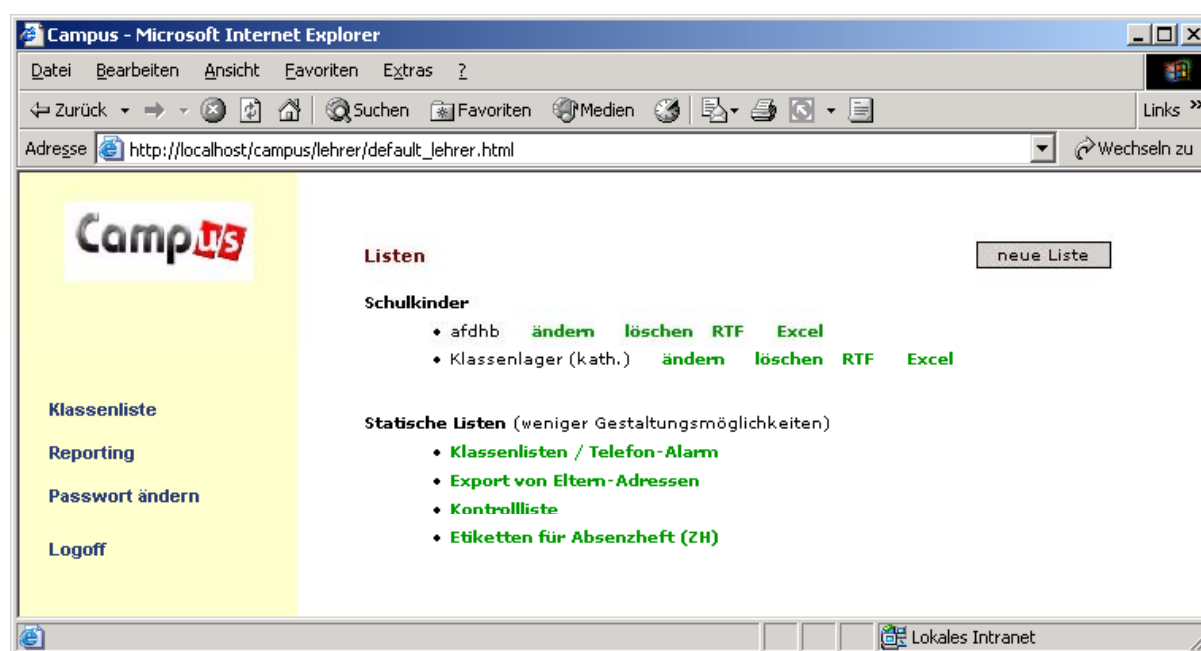 Campus - Microsoft Internet Explorer
Datei Bearbeiten Ansicht Favoriten Extras ?
Zurück Suchen Favoriten Medien Links »
Adresse http://localhost/campus/lehrer/default_lehrer.html Wechseln zu
Campus
Listen neue Liste
Schulkinder
• afdhb ändern löschen RTF Excel
• Klassenlager (kath.) ändern löschen RTF Excel
Klassenliste
Reporting
Passwort ändern
Logoff
Statische Listen (weniger Gestaltungsmöglichkeiten)
• Klassenlisten / Telefon-Alarm
• Export von Eltern-Adressen
• Kontrollliste
• Etiketten für Absenzheft (ZH)
Lokales Intranet